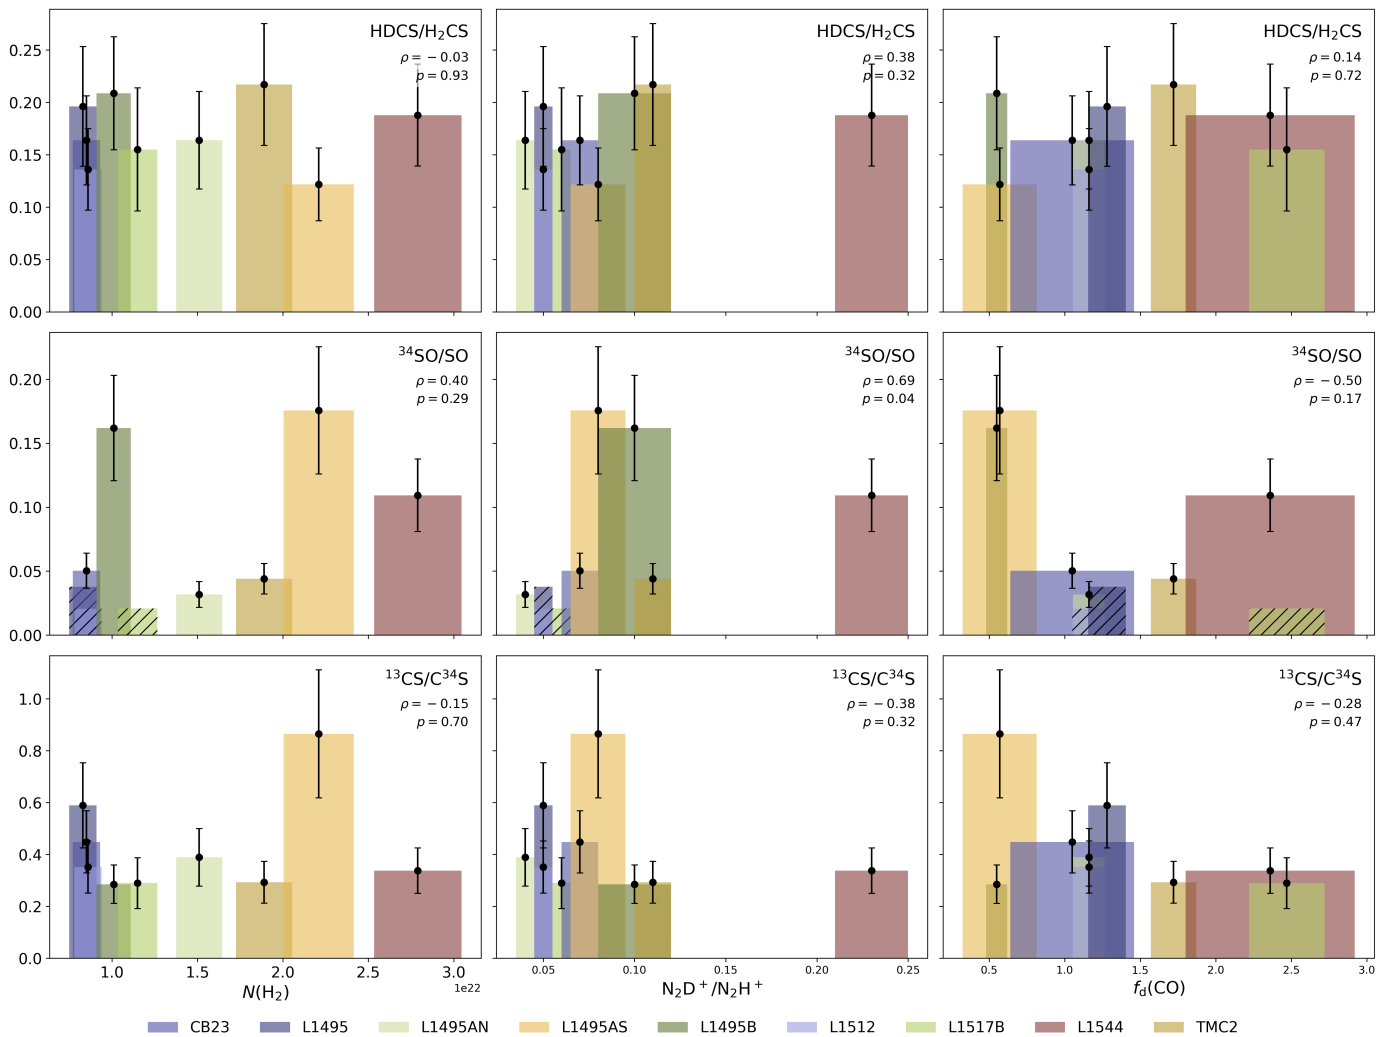 HDCS/H₂CS
ρ = −0.03
p = 0.93
HDCS/H₂CS
ρ = 0.38
p = 0.32
HDCS/H₂CS
ρ = 0.14
p = 0.72
0.25
0.20
0.15
0.10
0.05
0.00
³⁴SO/SO
ρ = 0.40
p = 0.29
³⁴SO/SO
ρ = 0.69
p = 0.04
³⁴SO/SO
ρ = −0.50
p = 0.17
0.20
0.15
0.10
0.05
0.00
¹³CS/C³⁴S
ρ = −0.15
p = 0.70
¹³CS/C³⁴S
ρ = −0.38
p = 0.32
¹³CS/C³⁴S
ρ = −0.28
p = 0.47
1.0
0.8
0.6
0.4
0.2
0.0
1.0 1.5 2.0 2.5 3.0
1e22
N(H₂)
0.05 0.10 0.15 0.20 0.25
N₂D⁺/N₂H⁺
0.5 1.0 1.5 2.0 2.5 3.0
f_d(CO)
CB23 L1495 L1495AN L1495AS L1495B L1512 L1517B L1544 TMC2